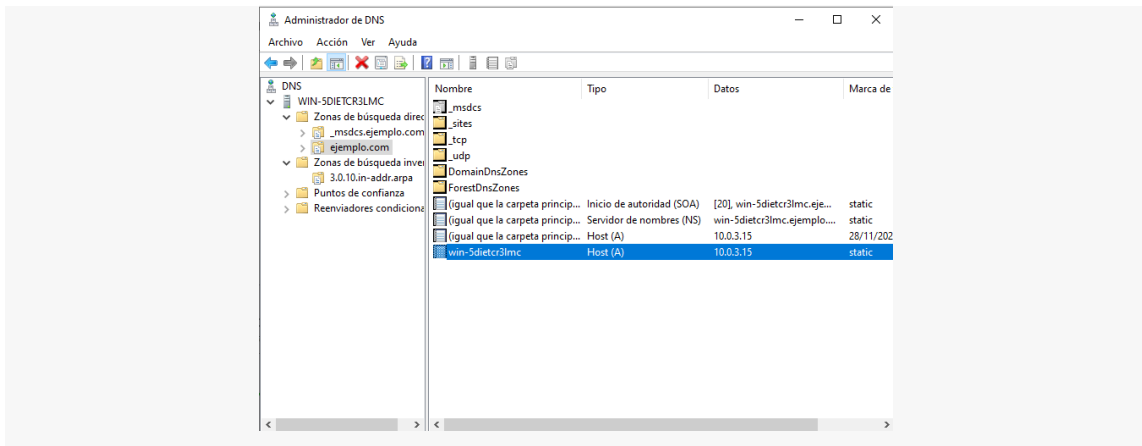 Administrador de DNS
Archivo Acción Ver Ayuda
DNS
WIN-5DIETCR3LMC
Zonas de búsqueda direc
_msdcs.ejemplo.com
ejemplo.com
Zonas de búsqueda inver
3.0.10.in-addr.arpa
Puntos de confianza
Reenviadores condiciona
Nombre Tipo Datos Marca de
_msdcs
_sites
_tcp
_udp
DomainDnsZones
ForestDnsZones
(igual que la carpeta princip... Inicio de autoridad (SOA) [20], win-5dietcr3lmc.eje... static
(igual que la carpeta princip... Servidor de nombres (NS) win-5dietcr3lmc.ejemplo.... static
(igual que la carpeta princip... Host (A) 10.0.3.15 28/11/202
win-5dietcr3lmc Host (A) 10.0.3.15 static